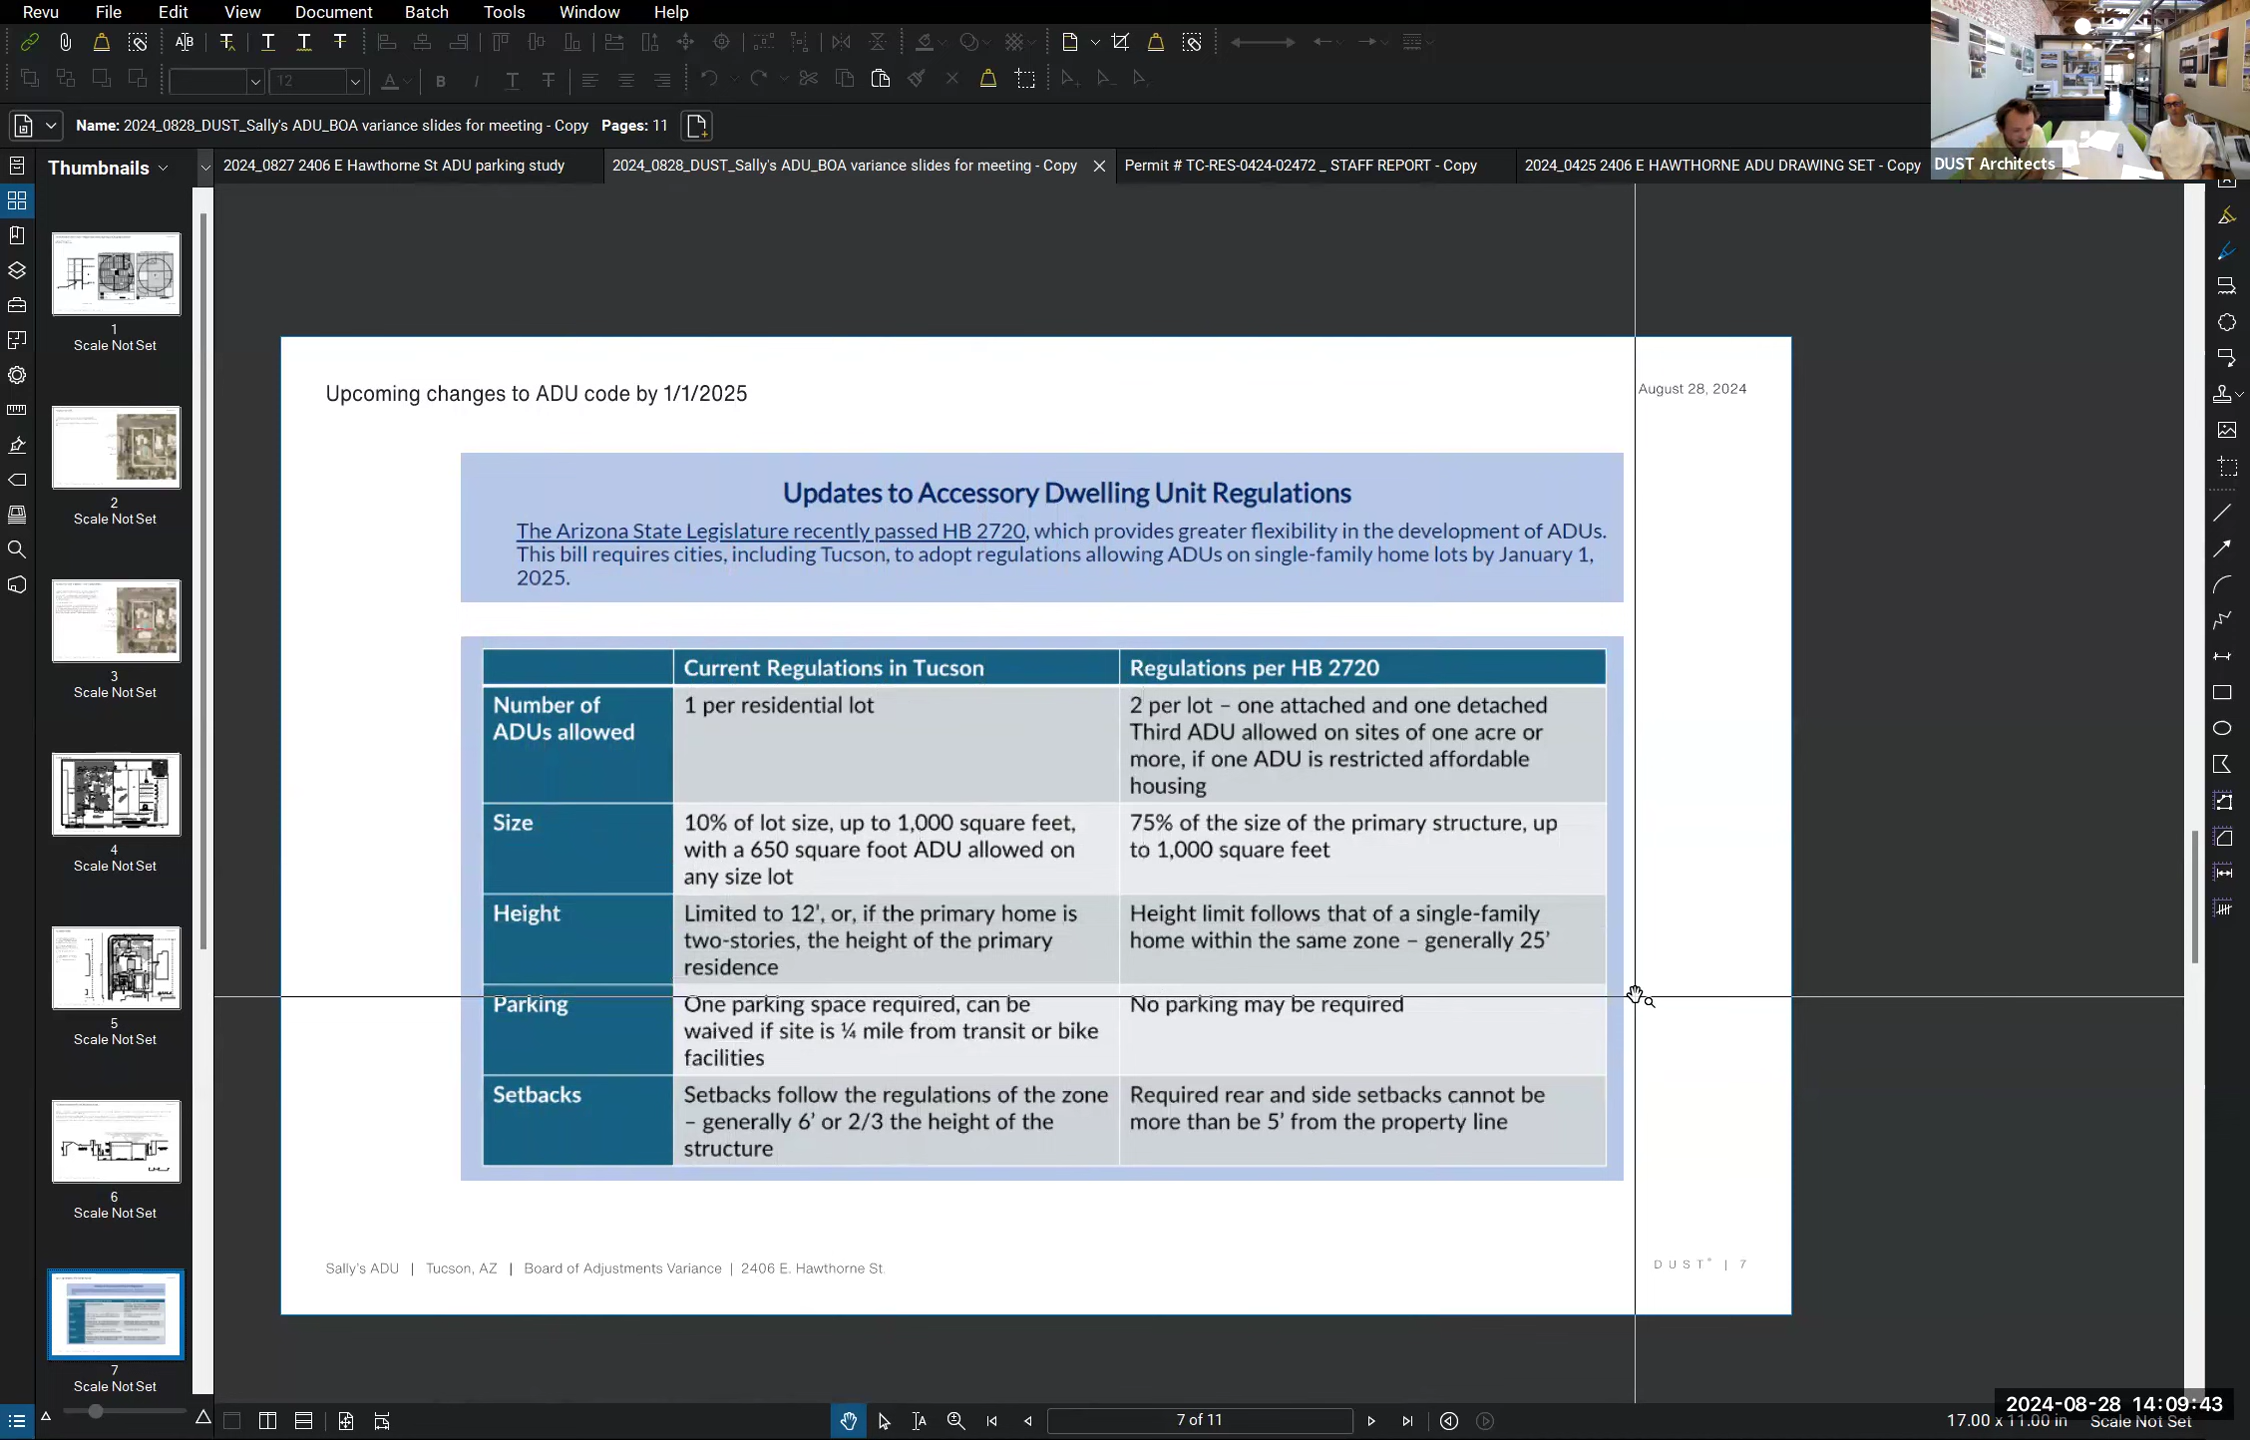 Revu File Edit View Document Batch Tools Window Help
12
Name: 2024_0828_DUST_Sally's ADU_BOA variance slides for meeting - Copy Pages: 11
Thumbnails
2024_0827 2406 E Hawthorne St ADU parking study
2024_0828_DUST_Sally's ADU_BOA variance slides for meeting - Copy
Permit # TC-RES-0424-02472 _ STAFF REPORT - Copy
2024_0425 2406 E HAWTHORNE ADU DRAWING SET - Copy
DUST Architects
1
Scale Not Set
2
Scale Not Set
3
Scale Not Set
4
Scale Not Set
5
Scale Not Set
6
Scale Not Set
7
Scale Not Set
Upcoming changes to ADU code by 1/1/2025
August 28, 2024
Updates to Accessory Dwelling Unit Regulations
The Arizona State Legislature recently passed HB 2720, which provides greater flexibility in the development of ADUs.
This bill requires cities, including Tucson, to adopt regulations allowing ADUs on single-family home lots by January 1,
2025.
Current Regulations in Tucson
Regulations per HB 2720
Number of
ADUs allowed
1 per residential lot
2 per lot – one attached and one detached
Third ADU allowed on sites of one acre or
more, if one ADU is restricted affordable
housing
Size
10% of lot size, up to 1,000 square feet,
with a 650 square foot ADU allowed on
any size lot
75% of the size of the primary structure, up
to 1,000 square feet
Height
Limited to 12’, or, if the primary home is
two-stories, the height of the primary
residence
Height limit follows that of a single-family
home within the same zone – generally 25’
Parking
One parking space required, can be
waived if site is ¼ mile from transit or bike
facilities
No parking may be required
Setbacks
Setbacks follow the regulations of the zone
– generally 6’ or 2/3 the height of the
structure
Required rear and side setbacks cannot be
more than be 5’ from the property line
Sally's ADU | Tucson, AZ | Board of Adjustments Variance | 2406 E. Hawthorne St.
DUST® | 7
7 of 11
2024-08-28 14:09:43
17.00 x 11.00 in Scale Not Set